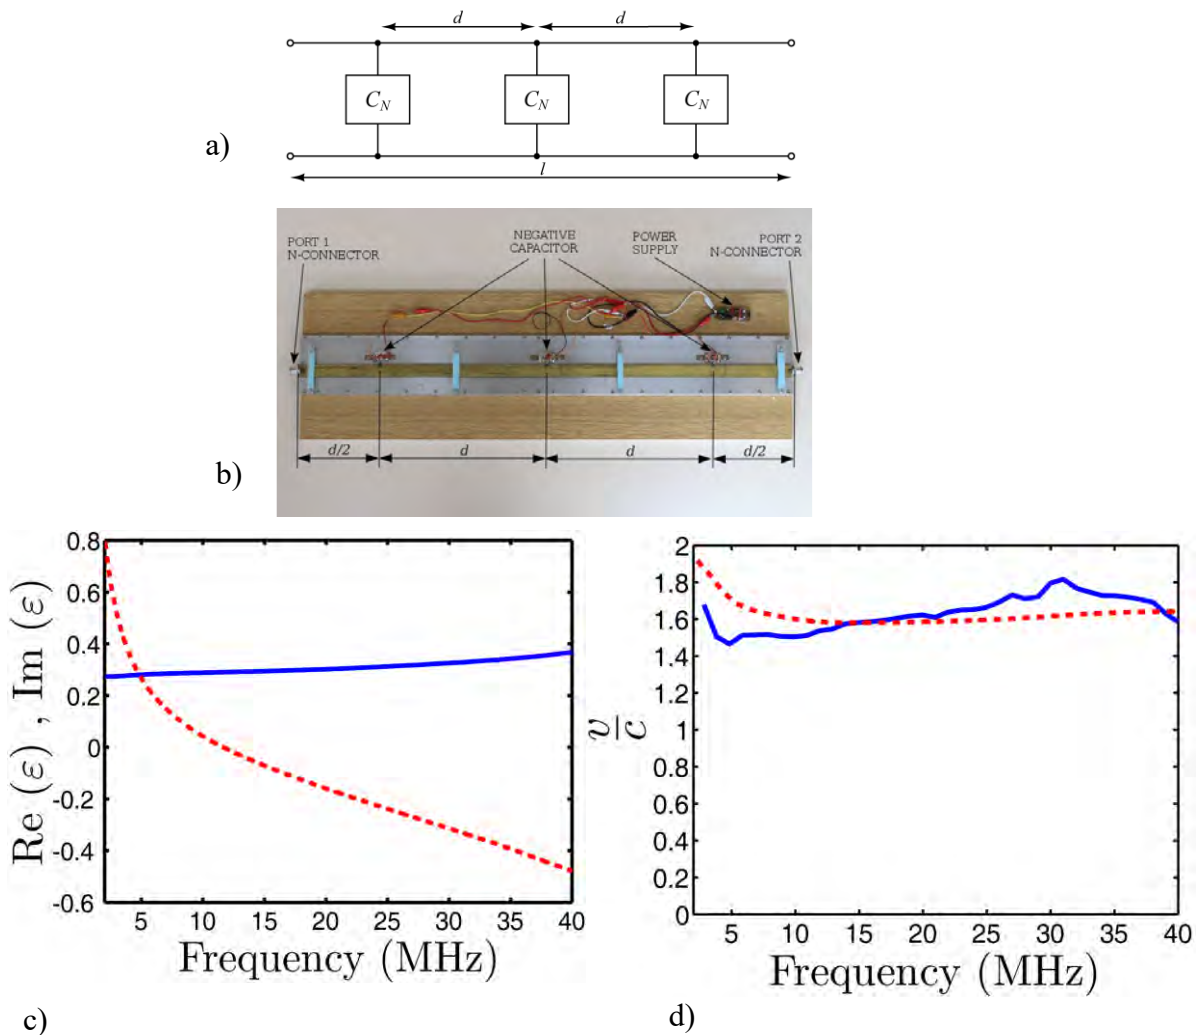 d d
C_N C_N C_N
a)
l
PORT 1
N-CONNECTOR
NEGATIVE
CAPACITOR
POWER
SUPPLY
PORT 2
N-CONNECTOR
d/2 d d d/2
b)
0.8
0.6
0.4
0.2
0
-0.2
-0.4
-0.6
5 10 15 20 25 30 35 40
Re (ε) , Im (ε)
Frequency (MHz)
c)
2
1.8
1.6
1.4
1.2
1
0.8
0.6
0.4
0.2
0
5 10 15 20 25 30 35 40
v/c
Frequency (MHz)
d)